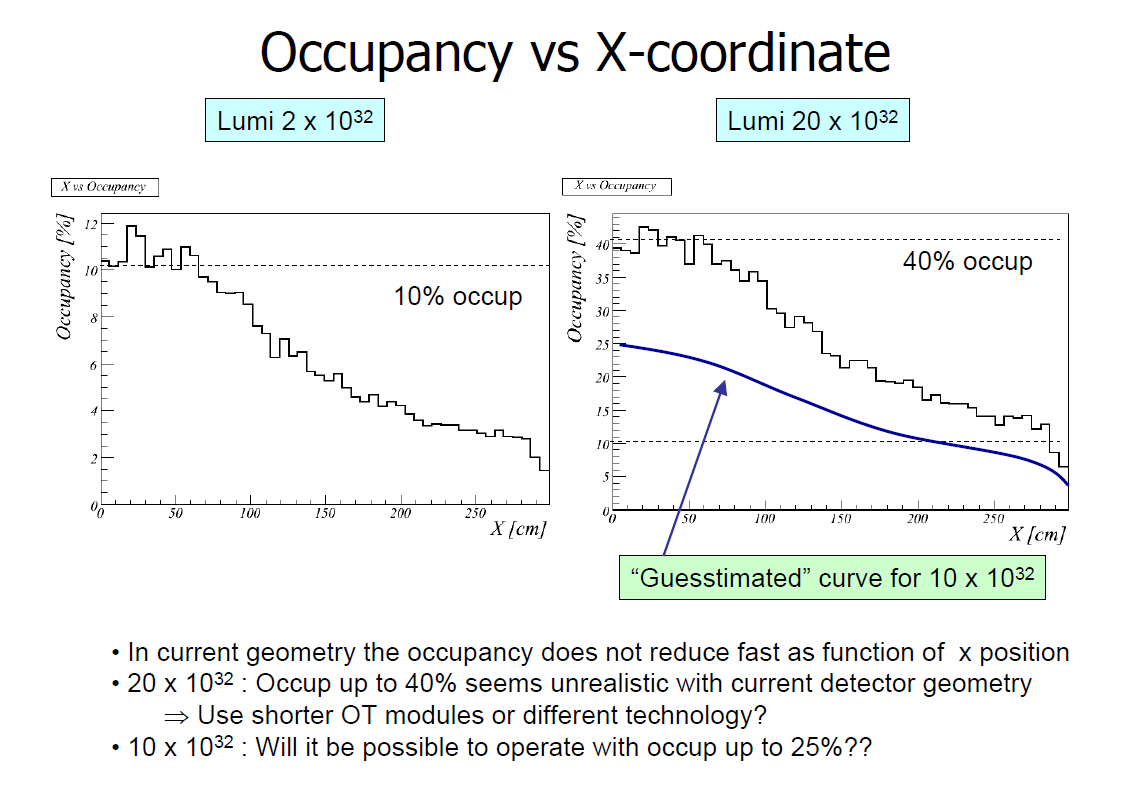 Occupancy vs X-coordinate
Lumi 2 x 10³²
Lumi 20 x 10³²
X vs Occupancy
Occupancy [%]
12
10
8
6
4
2
0
0
50
100
150
200
250
X [cm]
10% occup
X vs Occupancy
Occupancy [%]
40
35
30
25
20
15
10
5
0
0
50
100
150
200
250
X [cm]
40% occup
“Guesstimated” curve for 10 x 10³²
• In current geometry the occupancy does not reduce fast as function of x position
• 20 x 10³² : Occup up to 40% seems unrealistic with current detector geometry
⇒ Use shorter OT modules or different technology?
• 10 x 10³² : Will it be possible to operate with occup up to 25%??